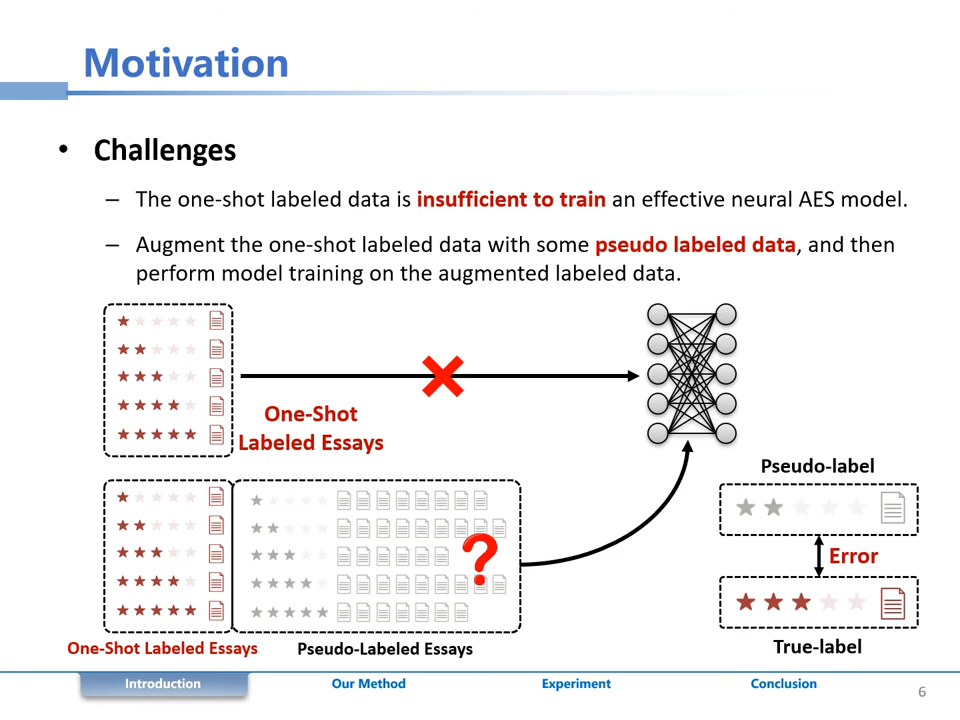 Motivation
• Challenges
– The one-shot labeled data is insufficient to train an effective neural AES model.
– Augment the one-shot labeled data with some pseudo labeled data, and then
perform model training on the augmented labeled data.
One-Shot
Labeled Essays
Pseudo-label
?
Error
One-Shot Labeled Essays
Pseudo-Labeled Essays
True-label
Introduction
Our Method
Experiment
Conclusion
6